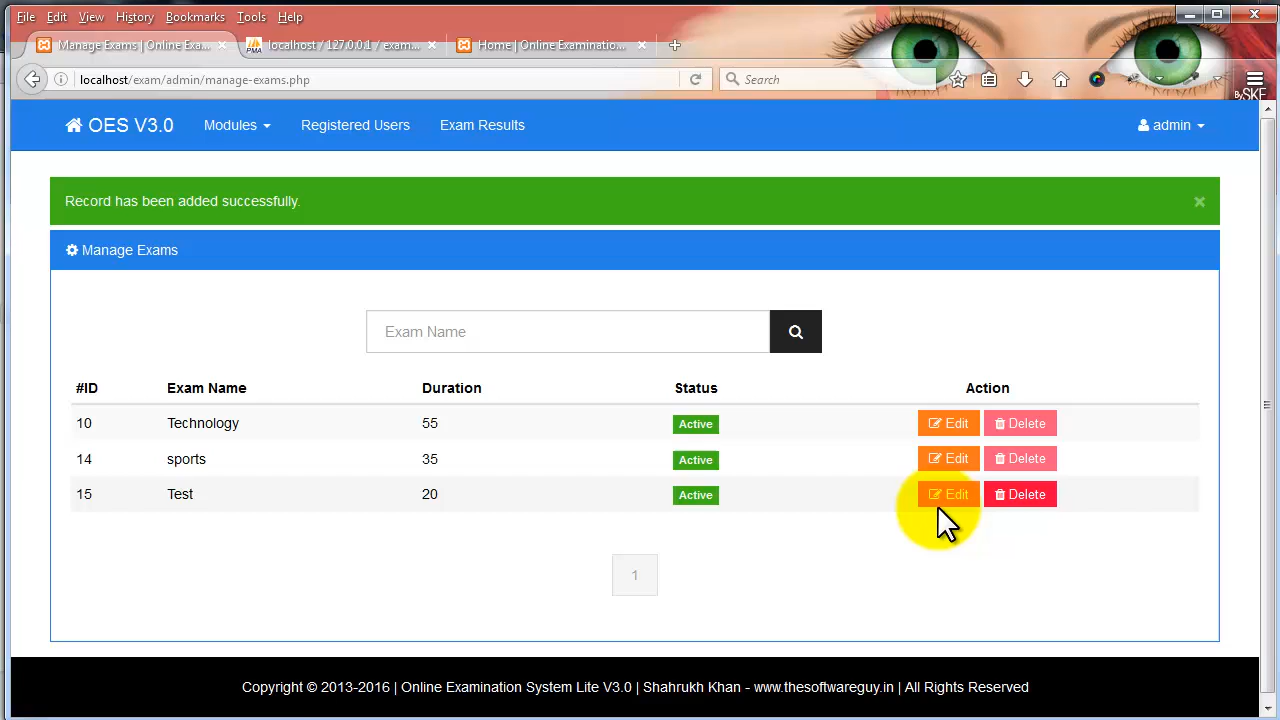 File Edit View History Bookmarks Tools Help
Manage Exams | Online Exa... × localhost / 127.0.0.1 / exam... × Home | Online Examinatio... × +
localhost/exam/admin/manage-exams.php Search
By SKE
OES V3.0 Modules Registered Users Exam Results admin
Record has been added successfully. ×
Manage Exams
Exam Name
#ID Exam Name Duration Status Action
10 Technology 55 Active Edit Delete
14 sports 35 Active Edit Delete
15 Test 20 Active Edit Delete
1
Copyright © 2013-2016 | Online Examination System Lite V3.0 | Shahrukh Khan - www.thesoftwareguy.in | All Rights Reserved